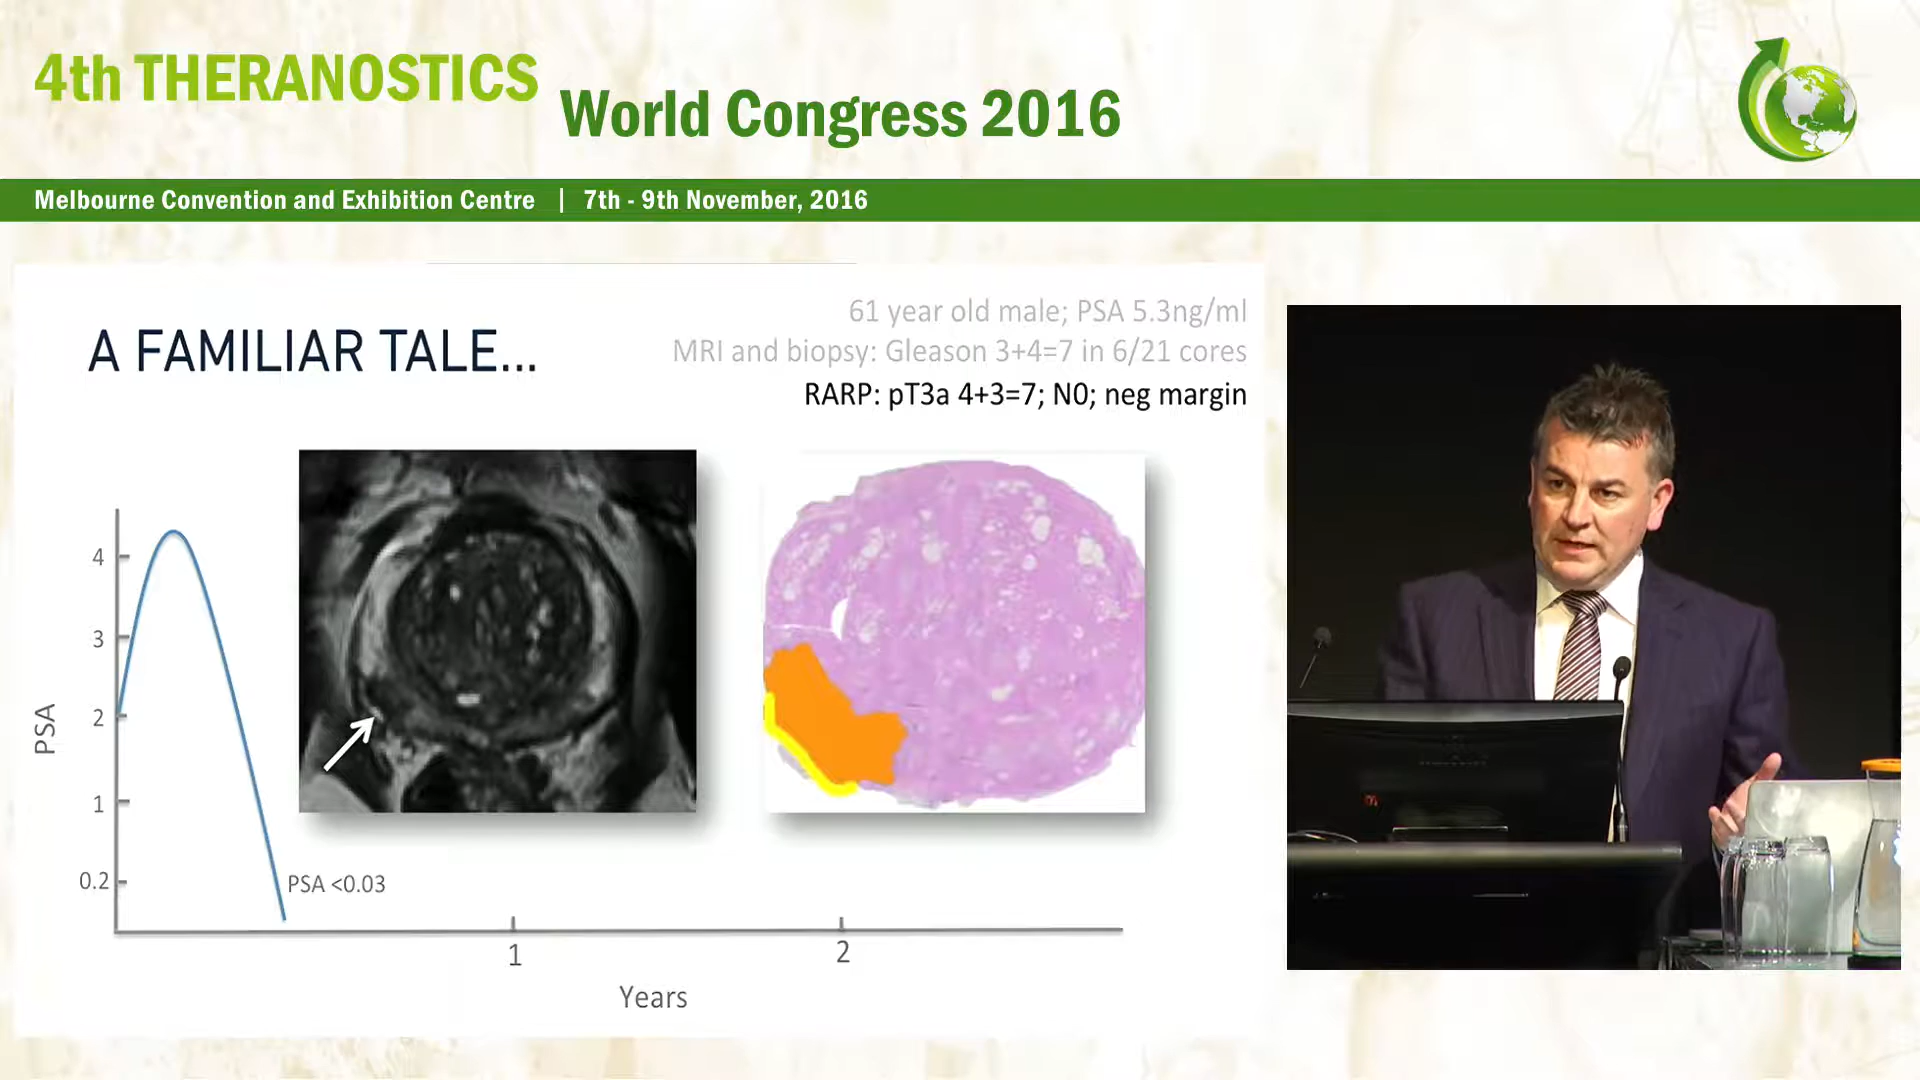 4th THERANOSTICS
World Congress 2016
Melbourne Convention and Exhibition Centre | 7th - 9th November, 2016
A FAMILIAR TALE...
61 year old male; PSA 5.3ng/ml
MRI and biopsy: Gleason 3+4=7 in 6/21 cores
RARP: pT3a 4+3=7; N0; neg margin
4
3
2
1
0.2
PSA
PSA <0.03
1
2
Years